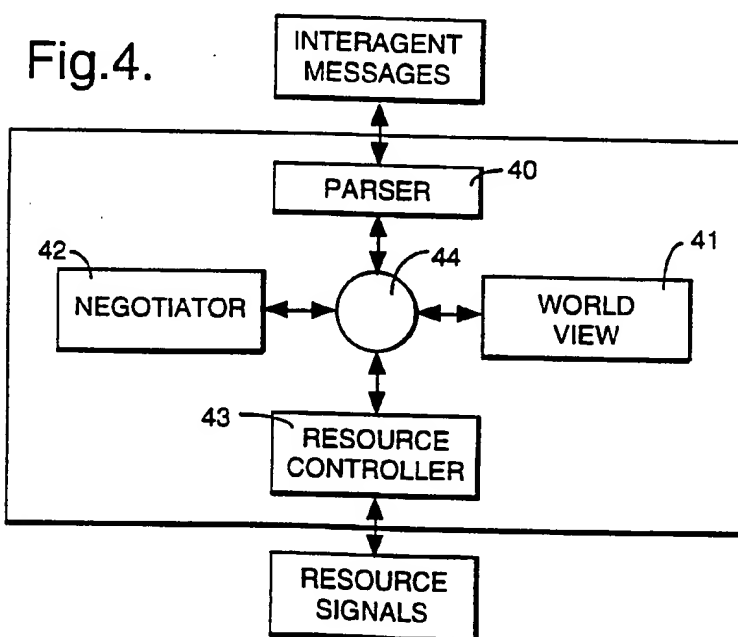 Fig.4.
INTERAGENT
MESSAGES
PARSER
40
42
NEGOTIATOR
44
41
WORLD
VIEW
43
RESOURCE
CONTROLLER
RESOURCE
SIGNALS